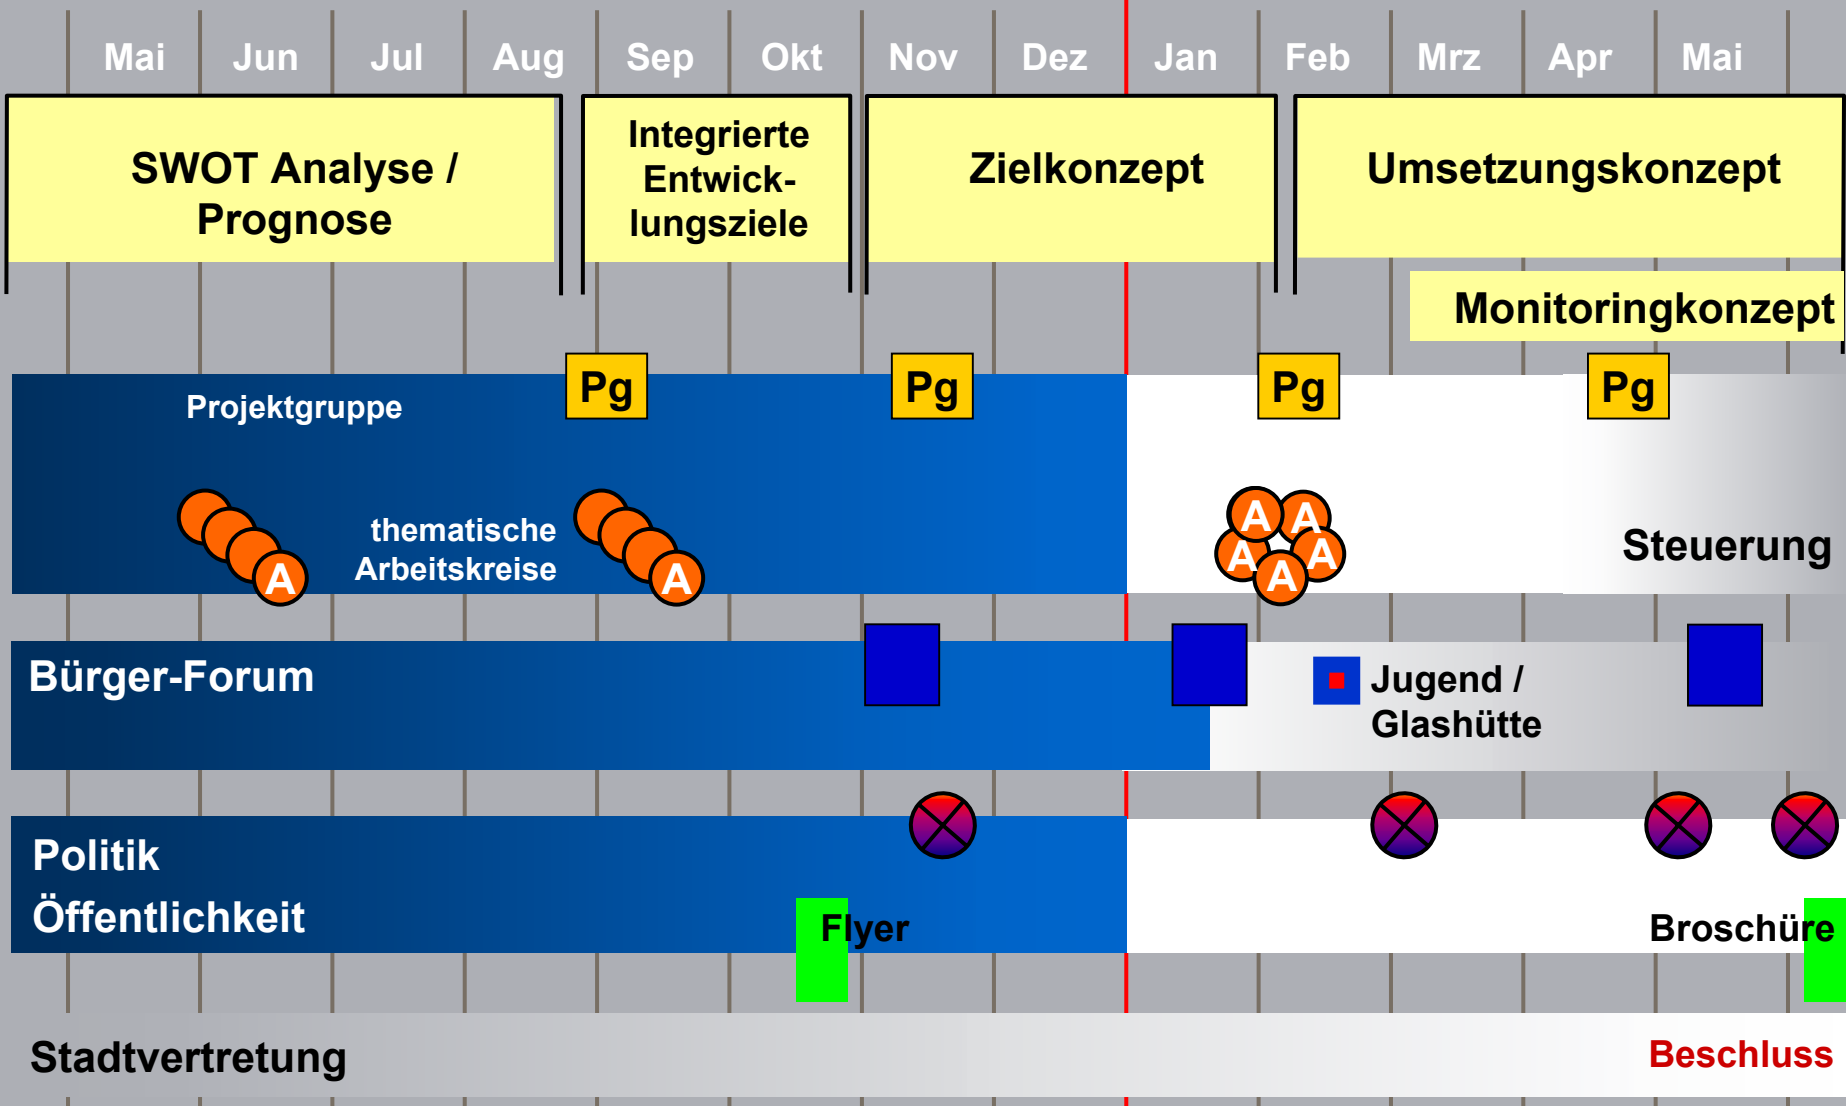 Mai Jun Jul Aug Sep Okt Nov Dez Jan Feb Mrz Apr Mai
SWOT Analyse /
Prognose
Integrierte
Entwick-
lungsziele
Zielkonzept
Umsetzungskonzept
Monitoringkonzept
Pg Pg Pg Pg
Projektgruppe
thematische
Arbeitskreise
A A
A A
A A
A
Steuerung
Bürger-Forum
Jugend /
Glashütte
Politik
Öffentlichkeit
Flyer
Broschüre
Stadtvertretung
Beschluss